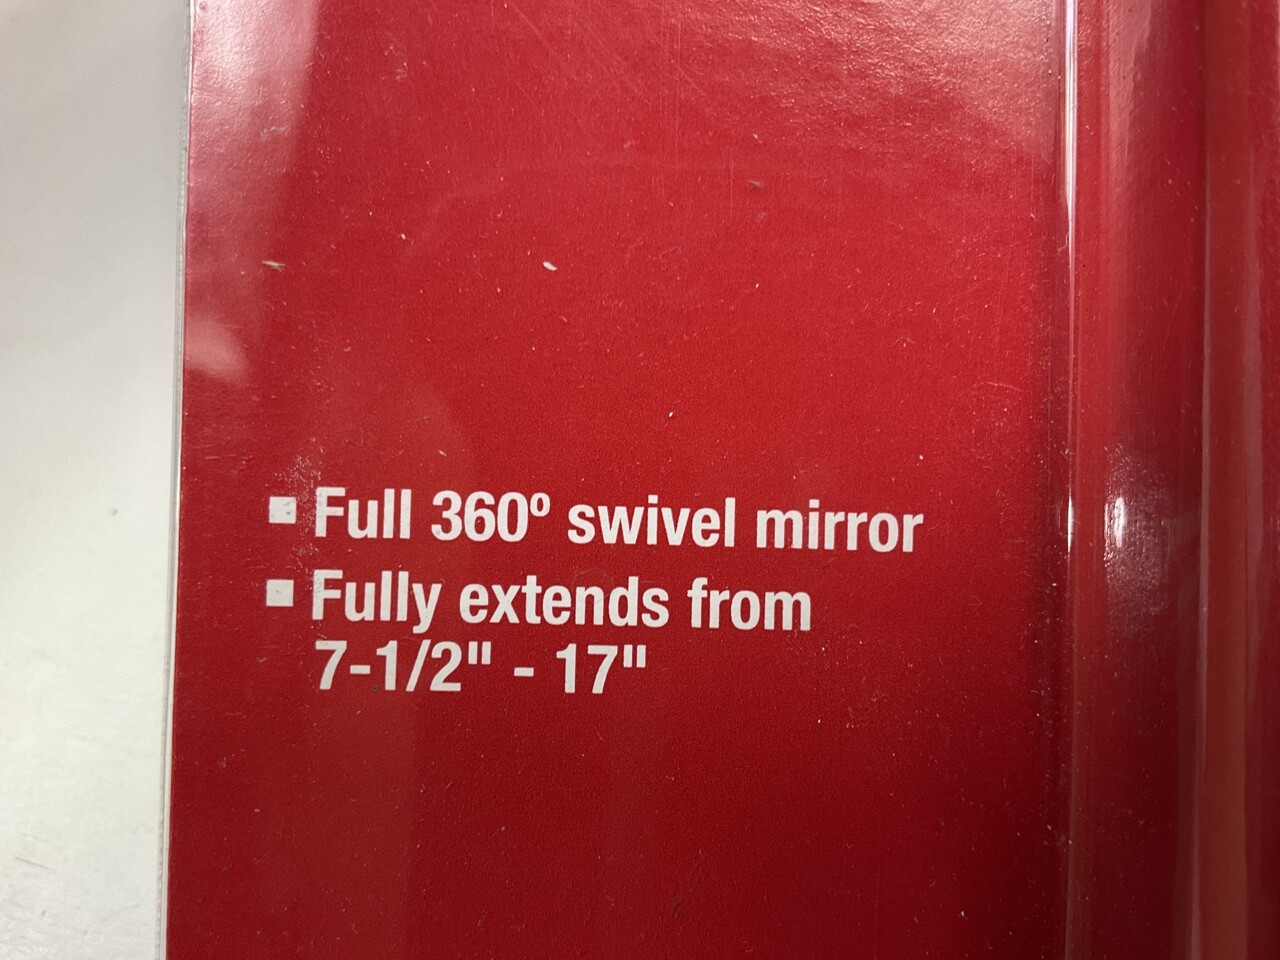 ▪ Full 360º swivel mirror
▪ Fully extends from
7-1/2" - 17"